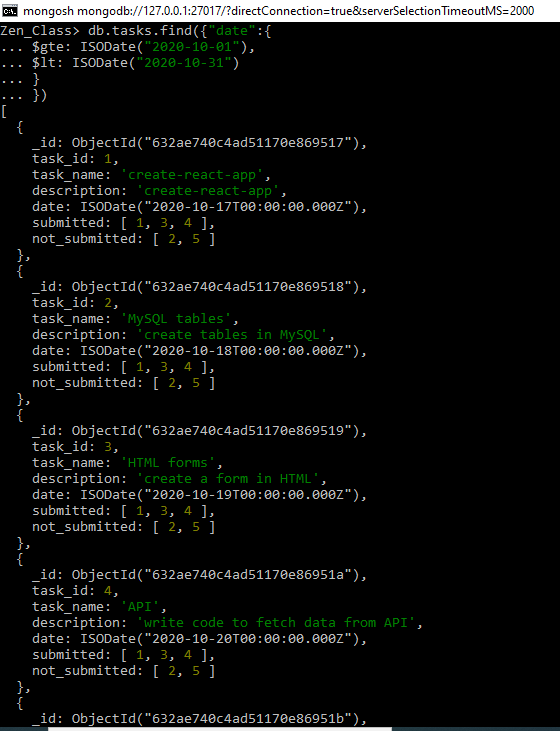 mongosh mongodb://127.0.0.1:27017/?directConnection=true&serverSelectionTimeoutMS=2000
Zen_Class> db.tasks.find({"date":{
... $gte: ISODate("2020-10-01"),
... $lt: ISODate("2020-10-31")
... }
... })
[
  {
    _id: ObjectId("632ae740c4ad51170e869517"),
    task_id: 1,
    task_name: 'create-react-app',
    description: 'create-react-app',
    date: ISODate("2020-10-17T00:00:00.000Z"),
    submitted: [ 1, 3, 4 ],
    not_submitted: [ 2, 5 ]
  },
  {
    _id: ObjectId("632ae740c4ad51170e869518"),
    task_id: 2,
    task_name: 'MySQL tables',
    description: 'create tables in MySQL',
    date: ISODate("2020-10-18T00:00:00.000Z"),
    submitted: [ 1, 3, 4 ],
    not_submitted: [ 2, 5 ]
  },
  {
    _id: ObjectId("632ae740c4ad51170e869519"),
    task_id: 3,
    task_name: 'HTML forms',
    description: 'create a form in HTML',
    date: ISODate("2020-10-19T00:00:00.000Z"),
    submitted: [ 1, 3, 4 ],
    not_submitted: [ 2, 5 ]
  },
  {
    _id: ObjectId("632ae740c4ad51170e86951a"),
    task_id: 4,
    task_name: 'API',
    description: 'write code to fetch data from API',
    date: ISODate("2020-10-20T00:00:00.000Z"),
    submitted: [ 1, 3, 4 ],
    not_submitted: [ 2, 5 ]
  },
  {
    _id: ObjectId("632ae740c4ad51170e86951b"),